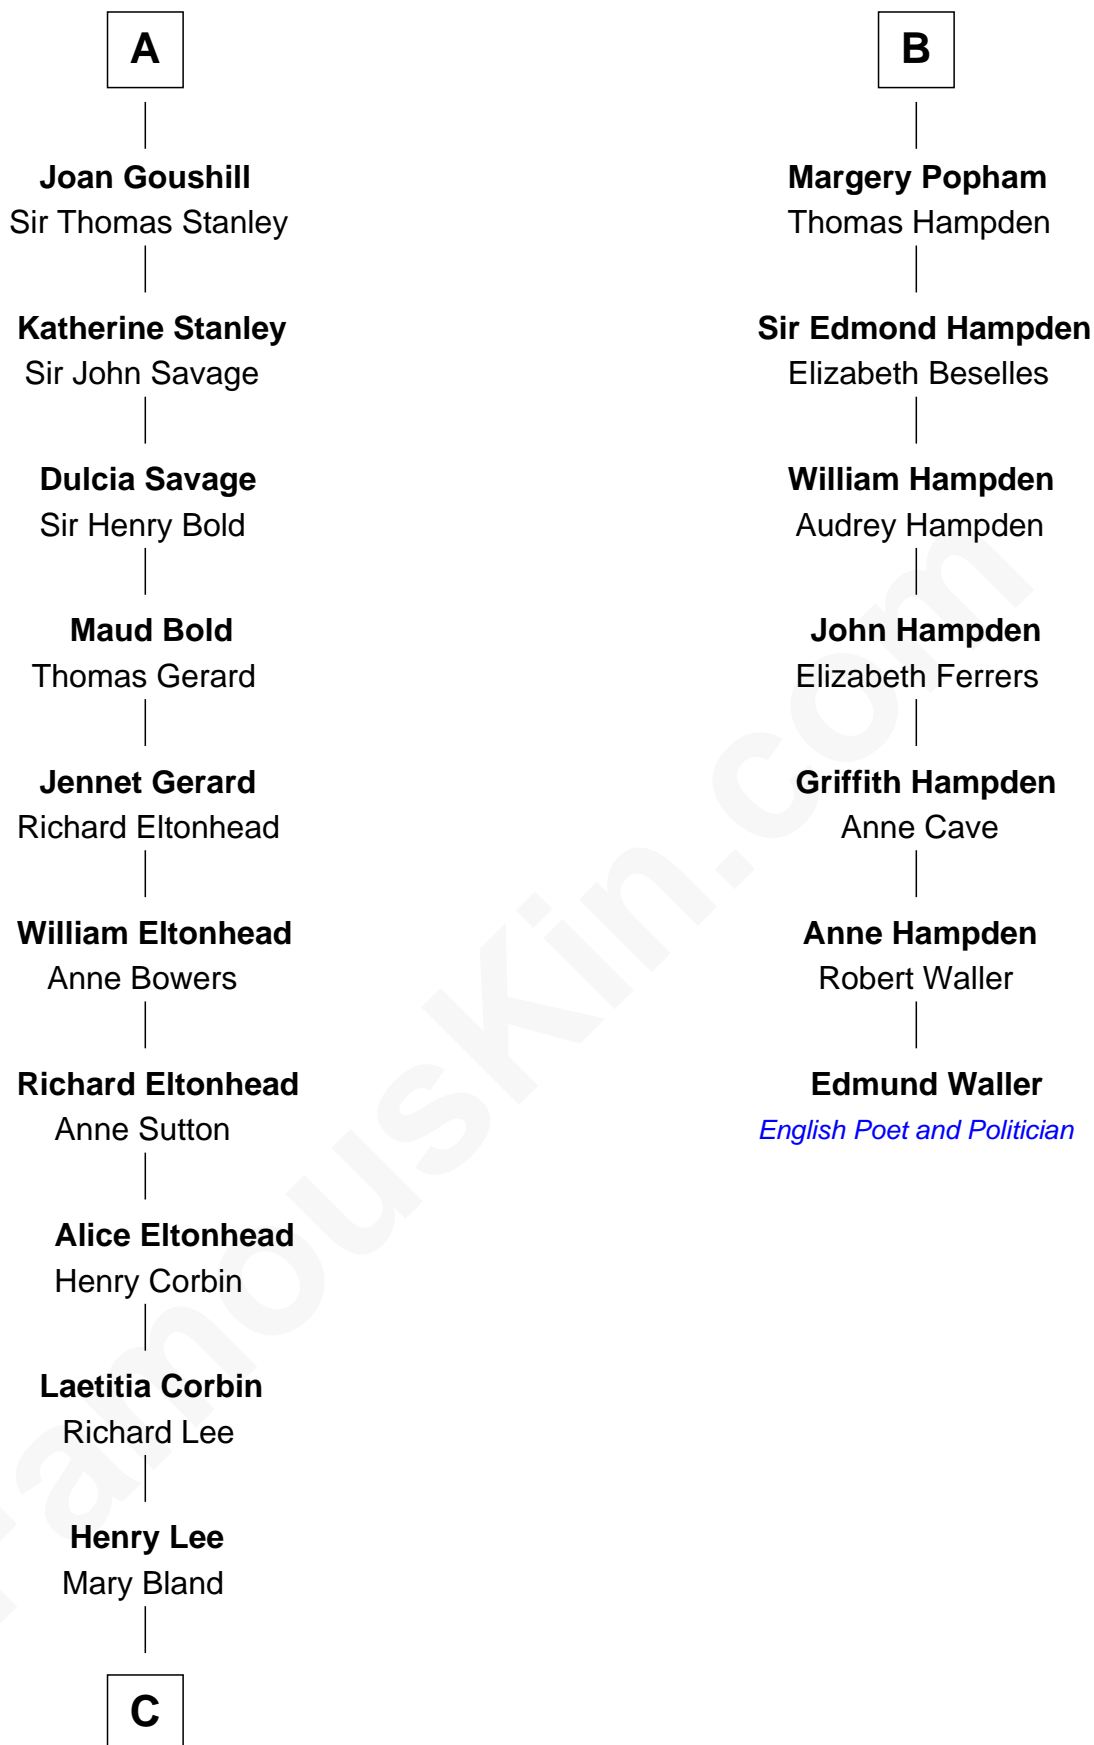 A
Joan Goushill
Sir Thomas Stanley
Katherine Stanley
Sir John Savage
Dulcia Savage
Sir Henry Bold
Maud Bold
Thomas Gerard
Jennet Gerard
Richard Eltonhead
William Eltonhead
Anne Bowers
Richard Eltonhead
Anne Sutton
Alice Eltonhead
Henry Corbin
Laetitia Corbin
Richard Lee
Henry Lee
Mary Bland
C
B
Margery Popham
Thomas Hampden
Sir Edmond Hampden
Elizabeth Beselles
William Hampden
Audrey Hampden
John Hampden
Elizabeth Ferrers
Griffith Hampden
Anne Cave
Anne Hampden
Robert Waller
Edmund Waller
English Poet and Politician
FamousKin.com